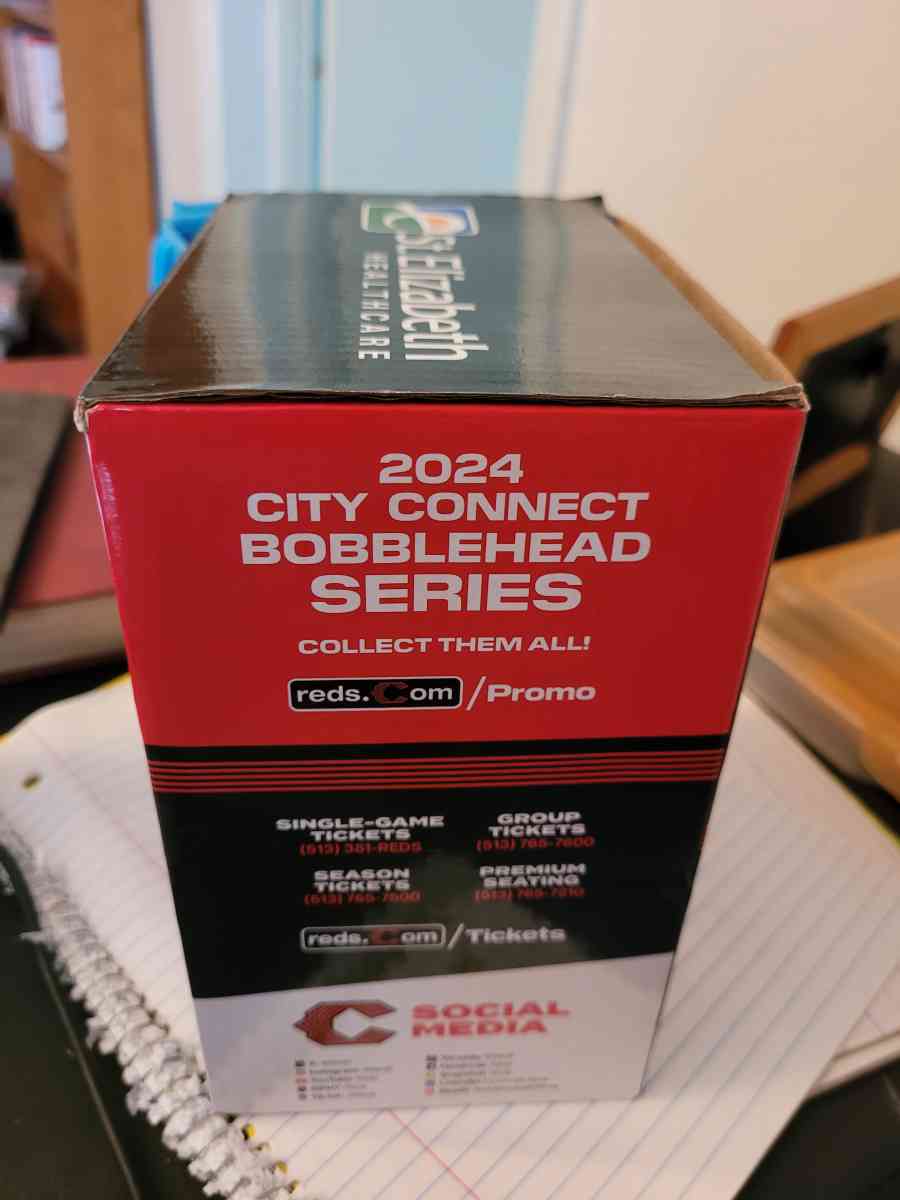 St. Elizabeth
HEALTHCARE
2024
CITY CONNECT
BOBBLEHEAD
SERIES
COLLECT THEM ALL!
reds.Com/Promo
SINGLE-GAME
TICKETS
(513) 381-REDS
GROUP
TICKETS
(513) 765-7600
SEASON
TICKETS
(513) 765-7500
PREMIUM
SEATING
(513) 765-7210
reds.Com/Tickets
C SOCIAL
MEDIA